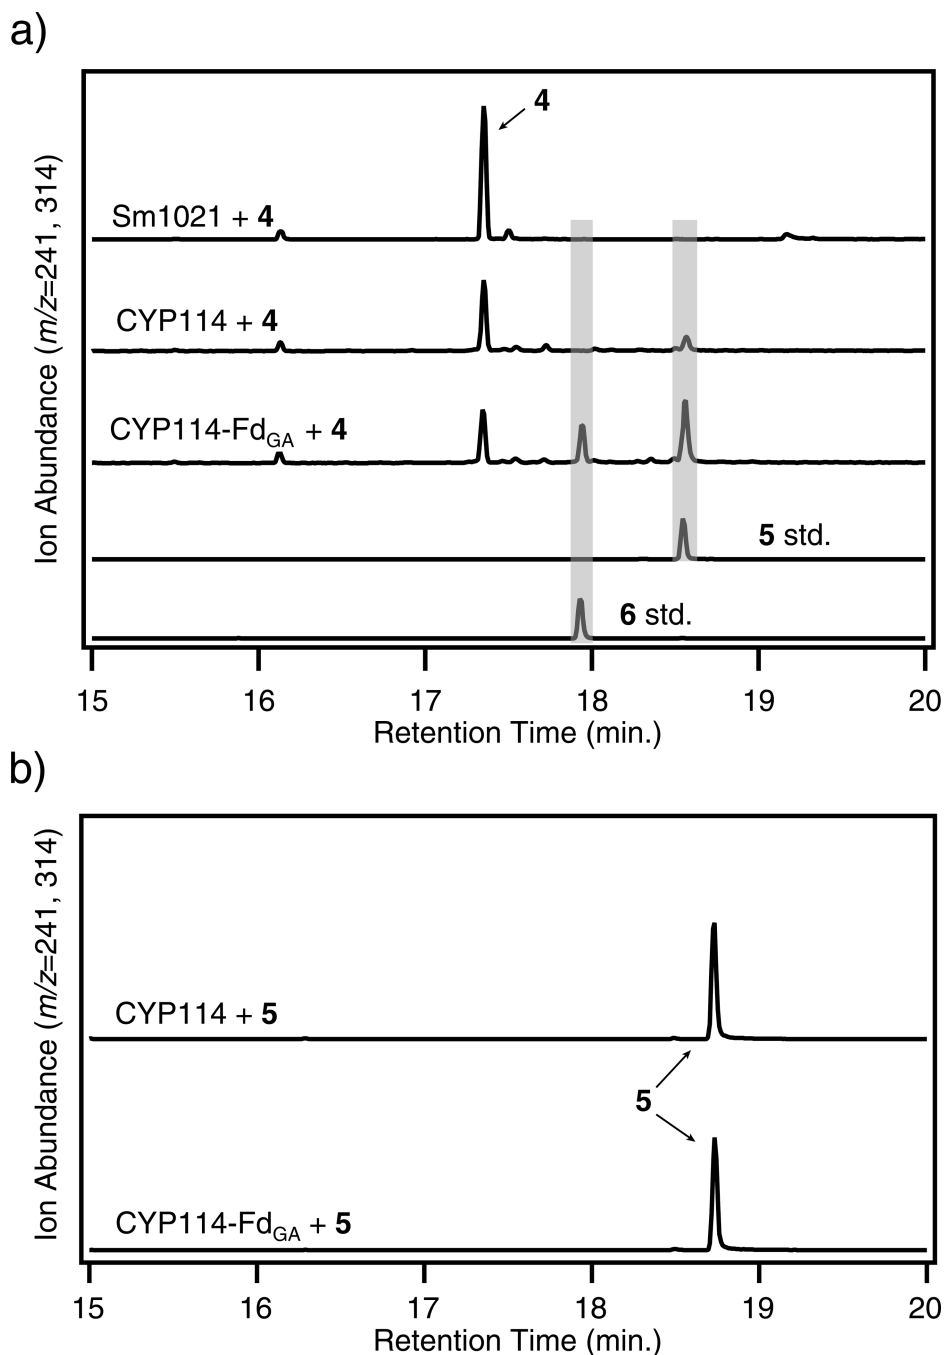 a)
Ion Abundance (m/z=241, 314)
4
Sm1021 + 4
CYP114 + 4
CYP114-FdGA + 4
5 std.
6 std.
15 16 17 18 19 20
Retention Time (min.)
b)
Ion Abundance (m/z=241, 314)
CYP114 + 5
5
CYP114-FdGA + 5
15 16 17 18 19 20
Retention Time (min.)